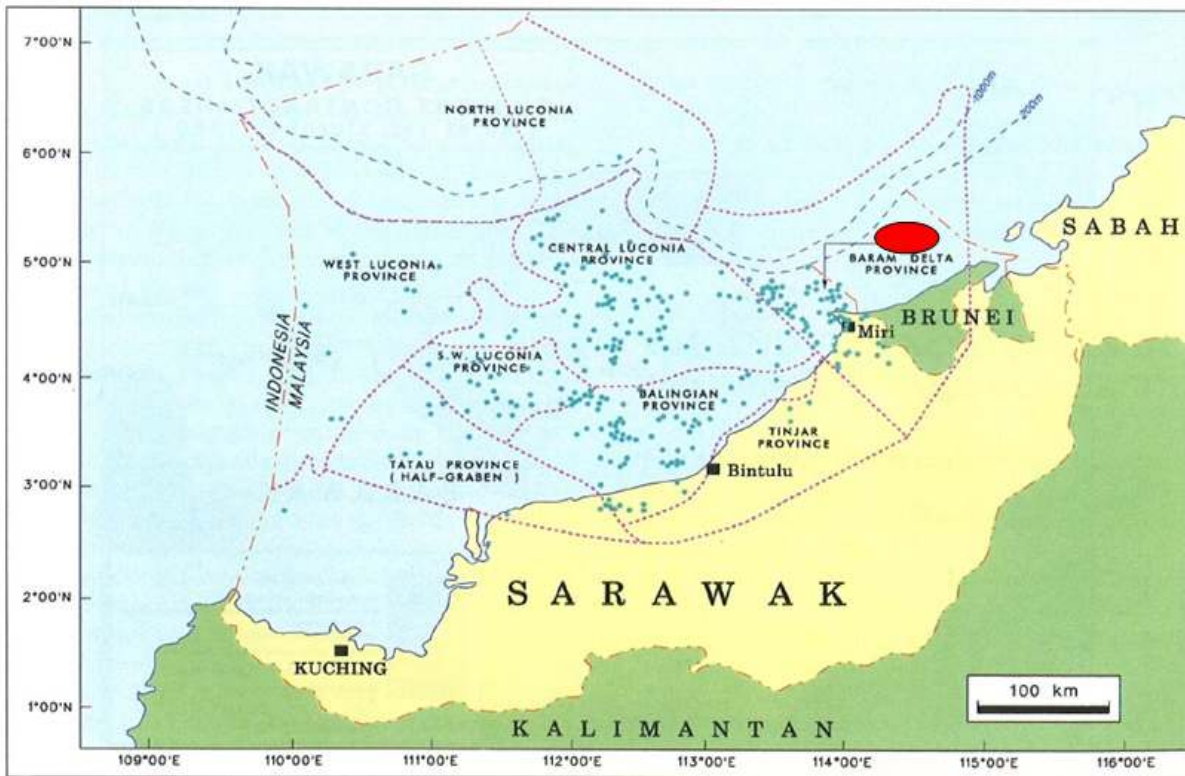 7°00'N
6°00'N
5°00'N
4°00'N
3°00'N
2°00'N
1°00'N
NORTH LUCONIA
PROVINCE
1000m
200m
SABAH
CENTRAL LUCONIA
PROVINCE
WEST LUCONIA
PROVINCE
BARAM DELTA
PROVINCE
BRUNEI
Miri
INDONESIA
MALAYSIA
S.W. LUCONIA
PROVINCE
BALINGIAN
PROVINCE
TINJAR
PROVINCE
TATAU PROVINCE
( HALF-GRABEN )
Bintulu
SARAWAK
KUCHING
100 km
KALIMANTAN
109°00'E
110°00'E
111°00'E
112°00'E
113°00'E
114°00'E
115°00'E
116°00'E